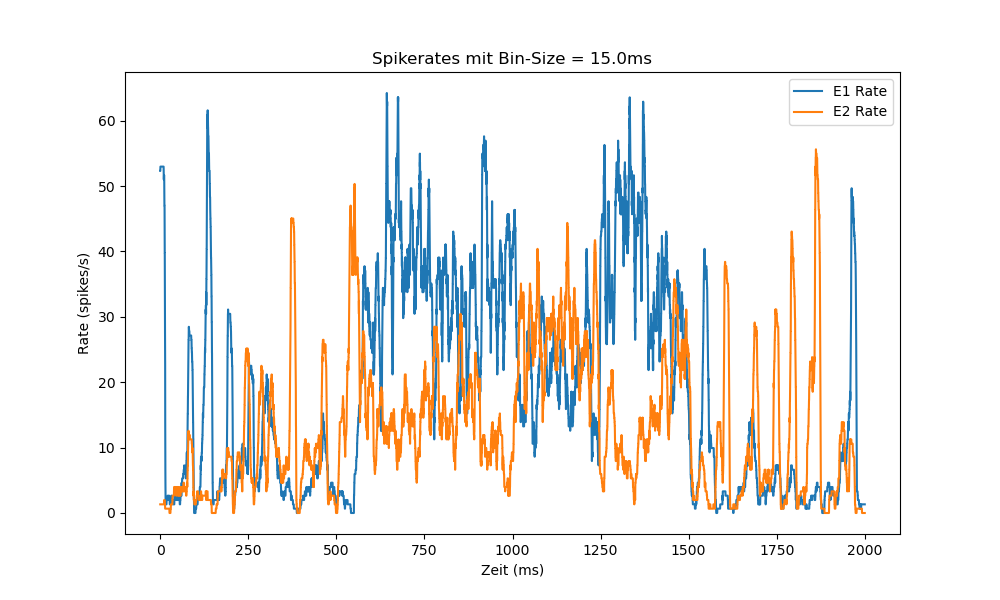 Spikerates mit Bin-Size = 15.0ms
E1 Rate
E2 Rate
Rate (spikes/s)
60
50
40
30
20
10
0
0 250 500 750 1000 1250 1500 1750 2000
Zeit (ms)